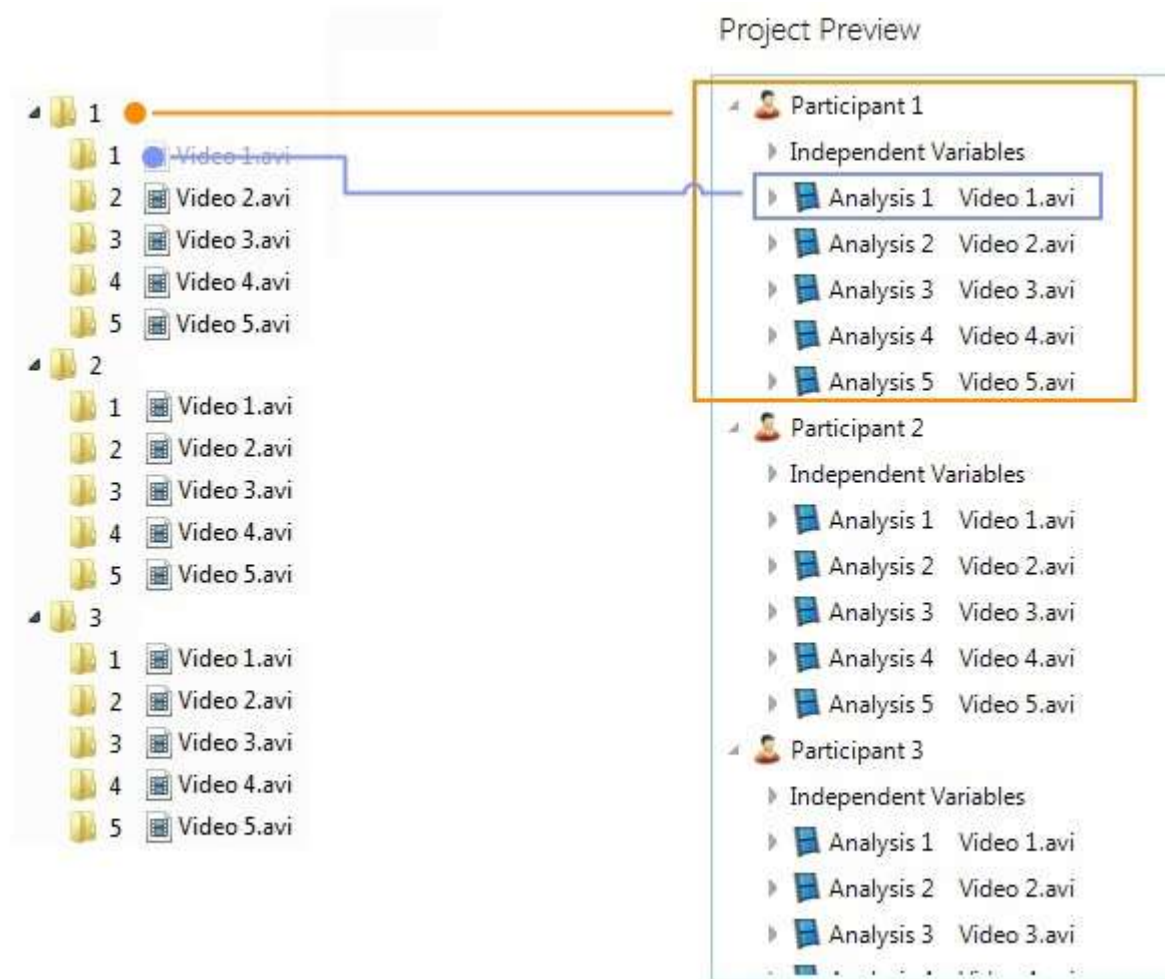 Project Preview
1
1 Video 1.avi
2 Video 2.avi
3 Video 3.avi
4 Video 4.avi
5 Video 5.avi
2
1 Video 1.avi
2 Video 2.avi
3 Video 3.avi
4 Video 4.avi
5 Video 5.avi
3
1 Video 1.avi
2 Video 2.avi
3 Video 3.avi
4 Video 4.avi
5 Video 5.avi
Participant 1
Independent Variables
Analysis 1 Video 1.avi
Analysis 2 Video 2.avi
Analysis 3 Video 3.avi
Analysis 4 Video 4.avi
Analysis 5 Video 5.avi
Participant 2
Independent Variables
Analysis 1 Video 1.avi
Analysis 2 Video 2.avi
Analysis 3 Video 3.avi
Analysis 4 Video 4.avi
Analysis 5 Video 5.avi
Participant 3
Independent Variables
Analysis 1 Video 1.avi
Analysis 2 Video 2.avi
Analysis 3 Video 3.avi